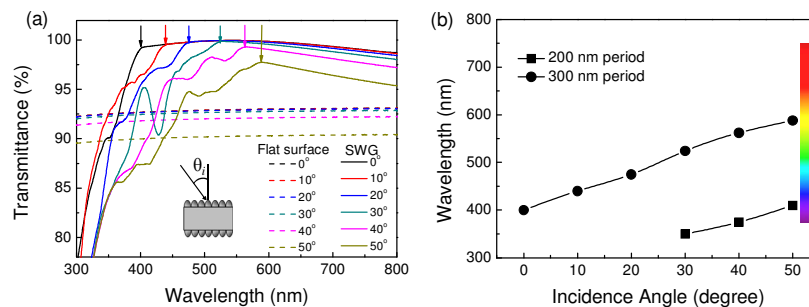 (a)
100
95
90
85
80
Transmittance (%)
Flat surface SWG
0° 0°
10° 10°
20° 20°
30° 30°
40° 40°
50° 50°
θi
300 400 500 600 700 800
Wavelength (nm)
(b)
800
700
600
500
400
300
Wavelength (nm)
200 nm period
300 nm period
0 10 20 30 40 50
Incidence Angle (degree)